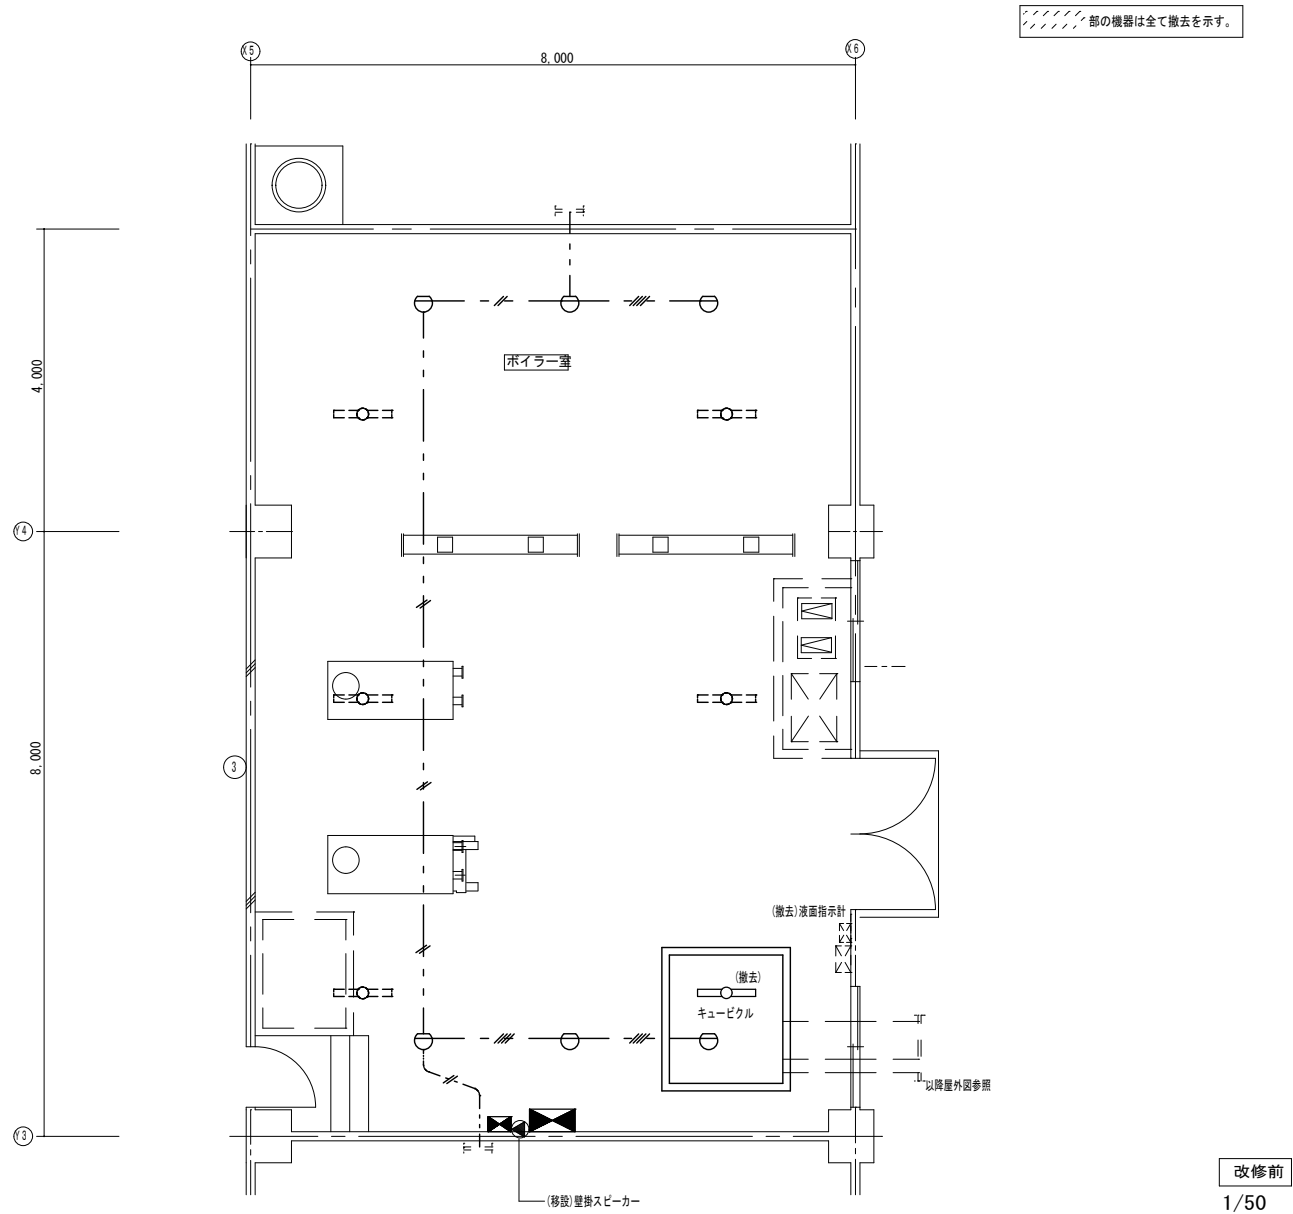 部の機器は全て撤去を示す。
X5
X6
8,000
ボイラー室
4,000
Y4
8,000
3
(撤去)液面指示計
(撤去)
キュービクル
以降屋外図参照
Y3
(移設)壁掛スピーカー
改修前
1/50